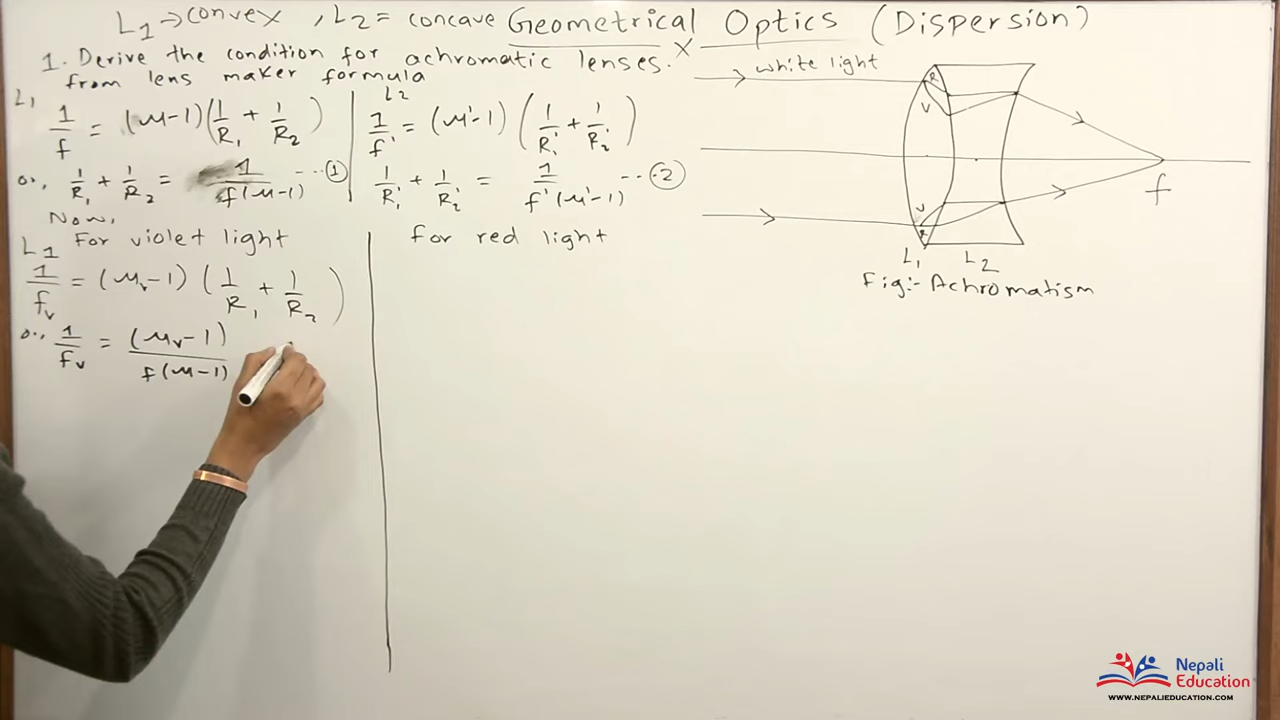 L₁→convex , L₂ = concave Geometrical Optics (Dispersion)
1. Derive the condition for achromatic lenses. ×
from lens maker formula
L₁
1/f = (μ-1)(1/R₁ + 1/R₂)
or, 1/R₁ + 1/R₂ = 1/f(μ-1) ---①
L₂
1/f' = (μ'-1) (1/R₁' + 1/R₂')
1/R₁' + 1/R₂' = 1/f'(μ'-1) ---②
Now,
L₁ For violet light
1/fᵥ = (μᵥ-1) (1/R₁ + 1/R₂)
or, 1/fᵥ = (μᵥ-1)/f(μ-1)
for red light
white light
R
V
V
R
f
L₁ L₂
Fig:- Achromatism
Nepali
Education
WWW.NEPALIEDUCATION.COM